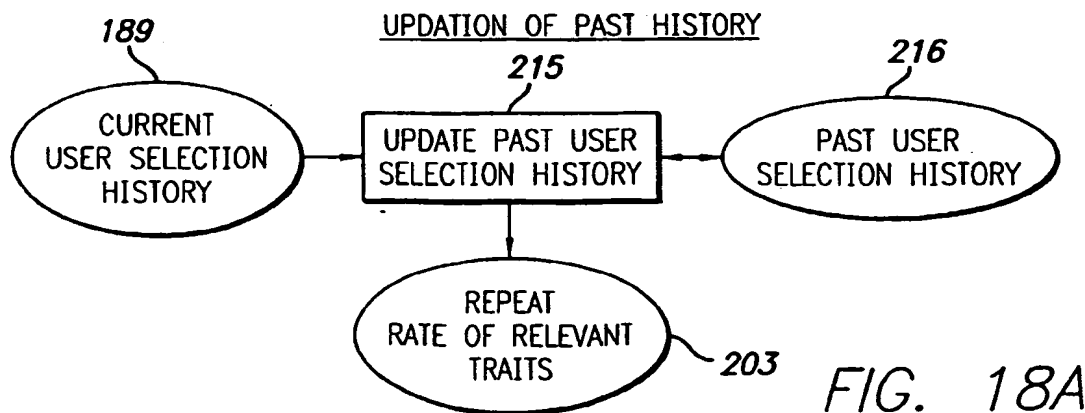 UPDATION OF PAST HISTORY
189
215
216
CURRENT
USER SELECTION
HISTORY
UPDATE PAST USER
SELECTION HISTORY
PAST USER
SELECTION HISTORY
REPEAT
RATE OF RELEVANT
TRAITS
203
FIG. 18A